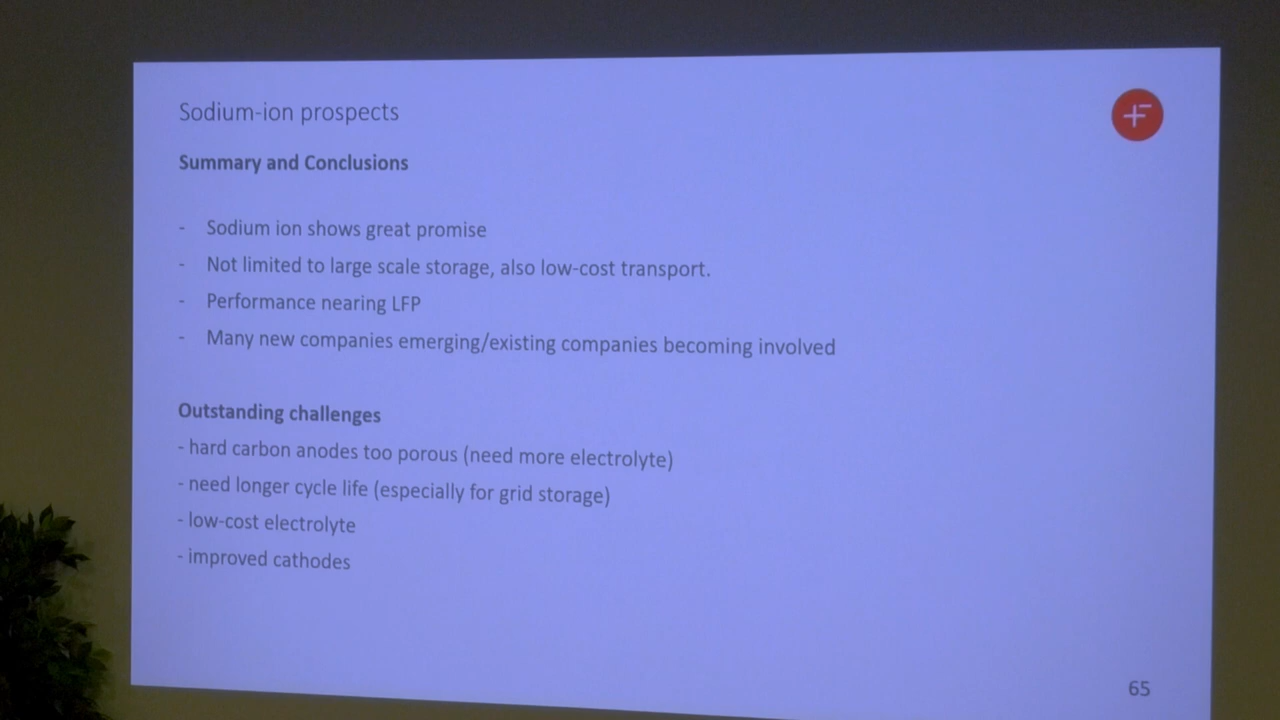 Sodium-ion prospects
Summary and Conclusions
- Sodium ion shows great promise
- Not limited to large scale storage, also low-cost transport.
- Performance nearing LFP
- Many new companies emerging/existing companies becoming involved
Outstanding challenges
- hard carbon anodes too porous (need more electrolyte)
- need longer cycle life (especially for grid storage)
- low-cost electrolyte
- improved cathodes
65